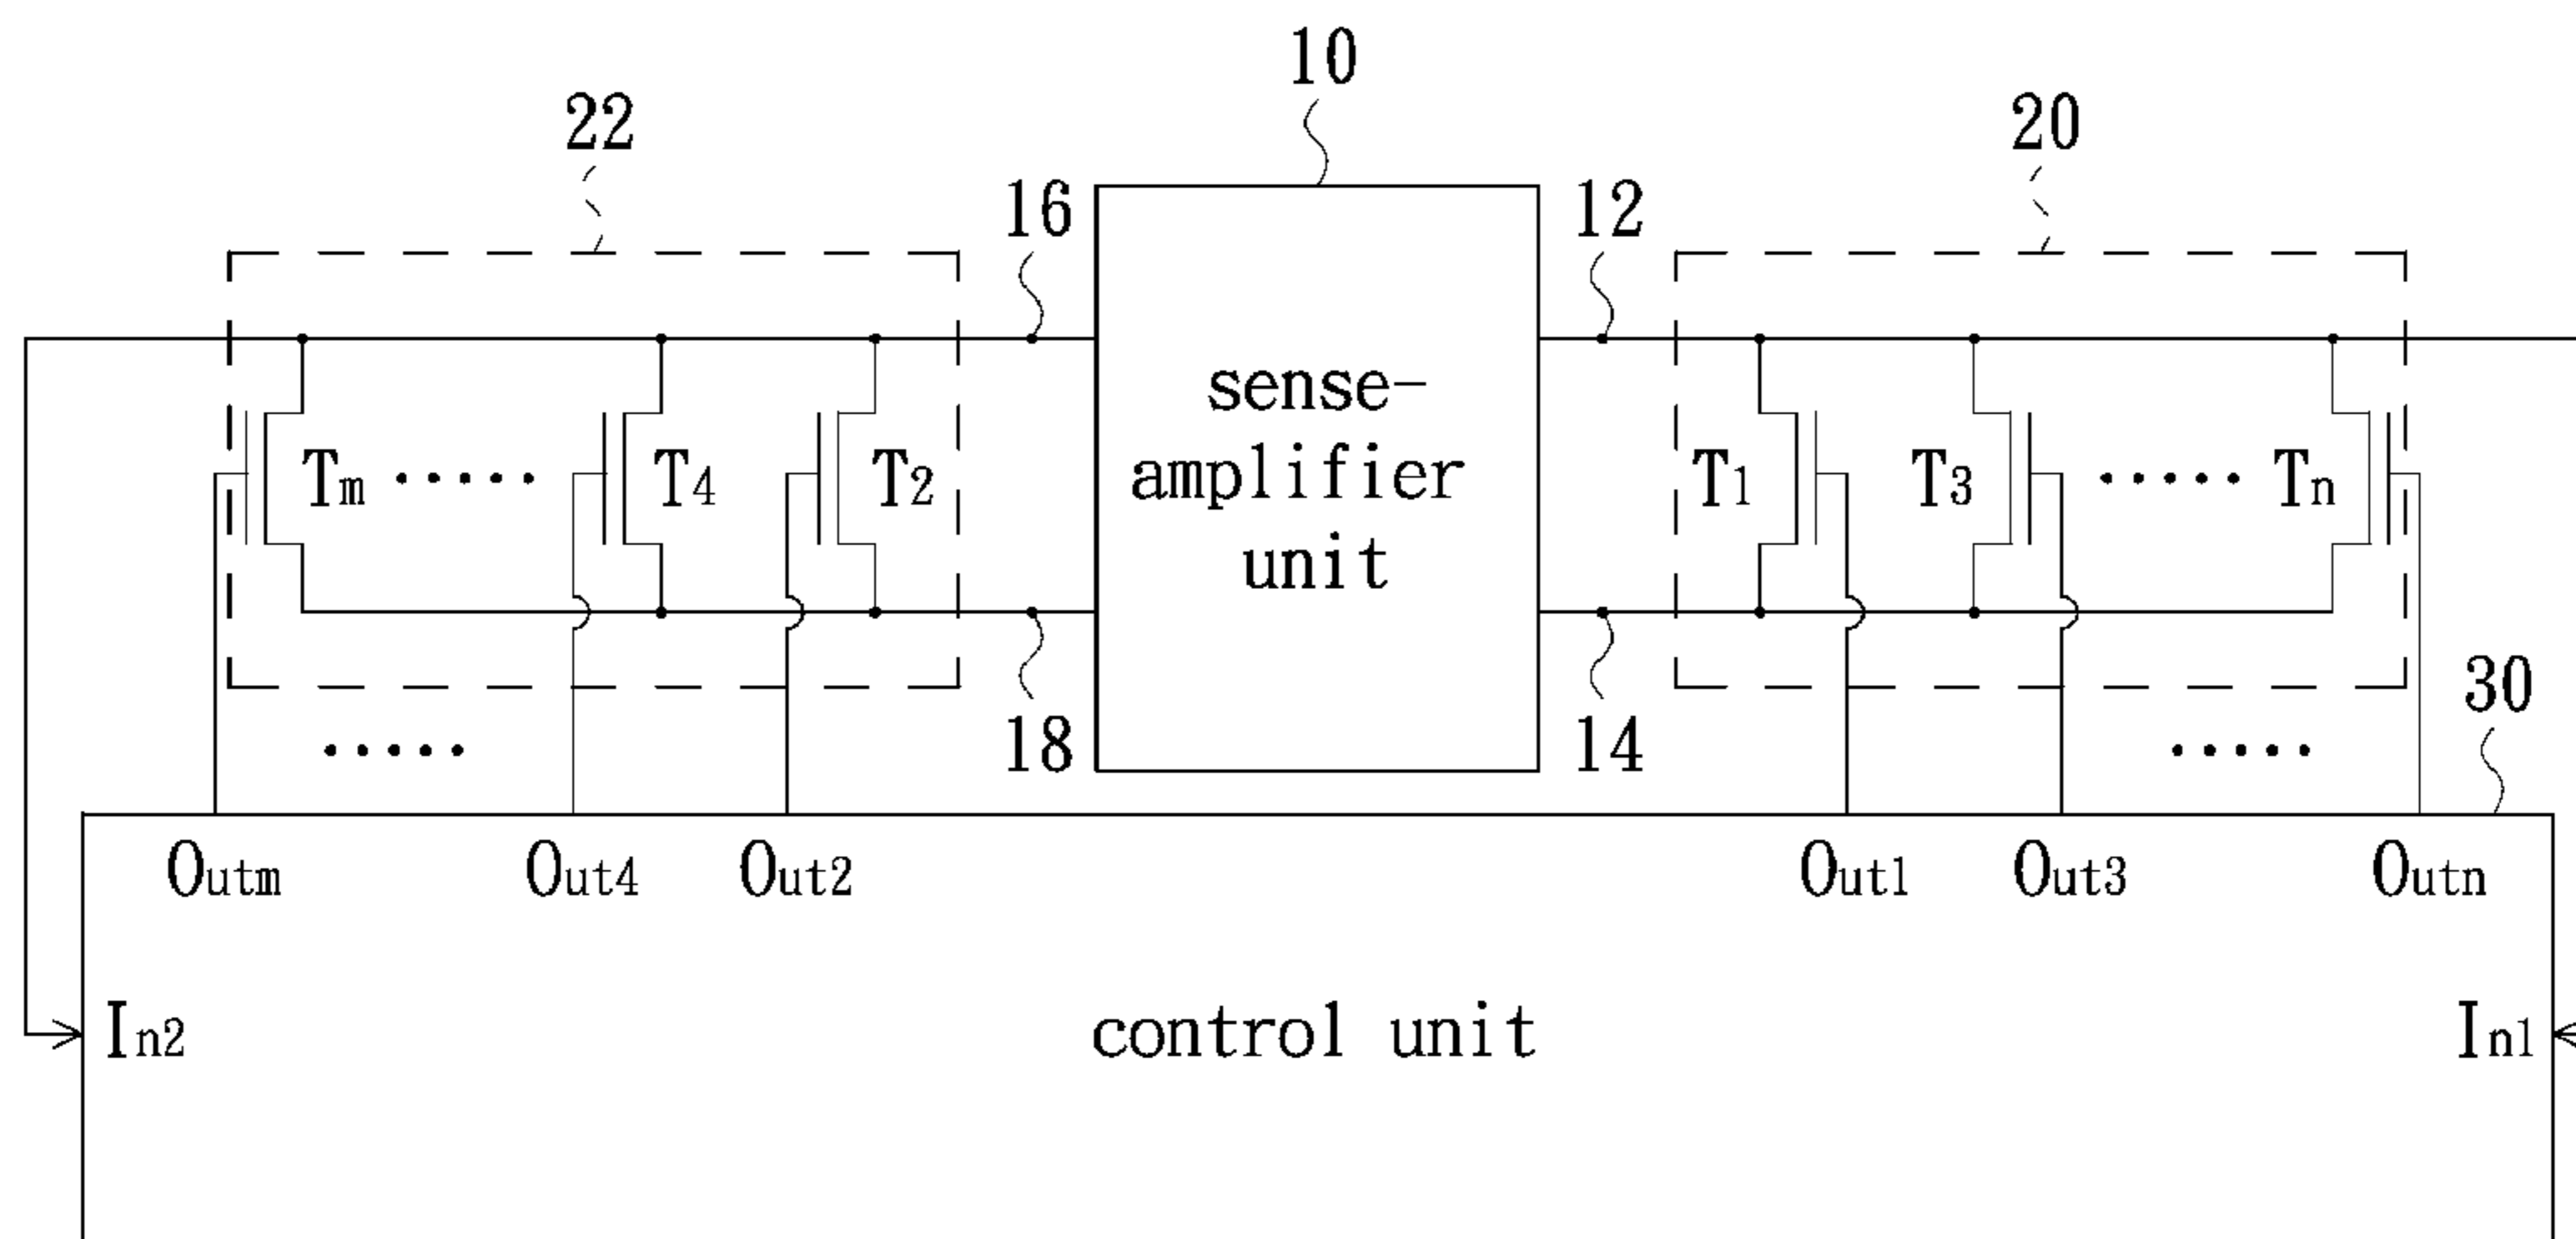 10
22
20
16
12
sense-
amplifier
unit
Tm ····· T4 T2
T1 T3 ····· Tn
18
14
30
·····
·····
Outm Out4 Out2 Out1 Out3 Outn
In2
control unit
In1